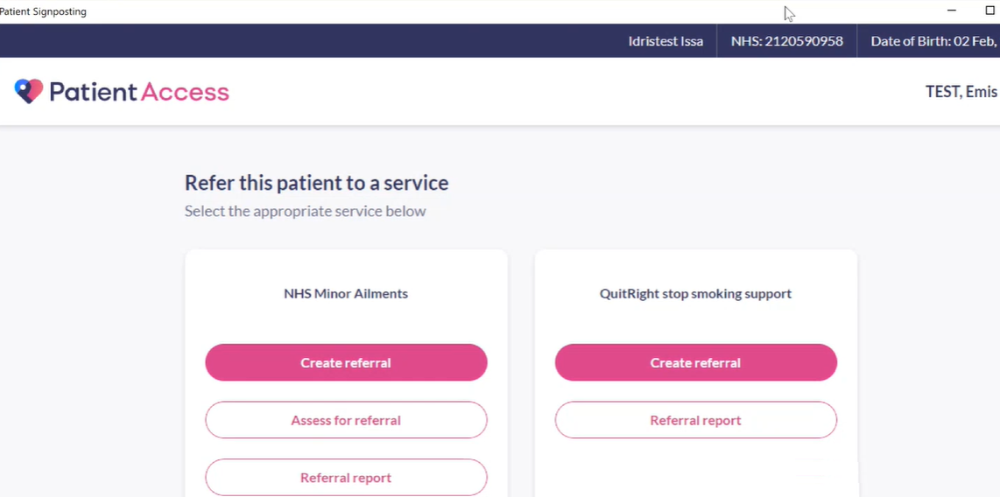 Patient Signposting
Idristest Issa NHS: 2120590958 Date of Birth: 02 Feb,
Patient Access
TEST, Emis
Refer this patient to a service
Select the appropriate service below
NHS Minor Ailments
Create referral
Assess for referral
Referral report
QuitRight stop smoking support
Create referral
Referral report